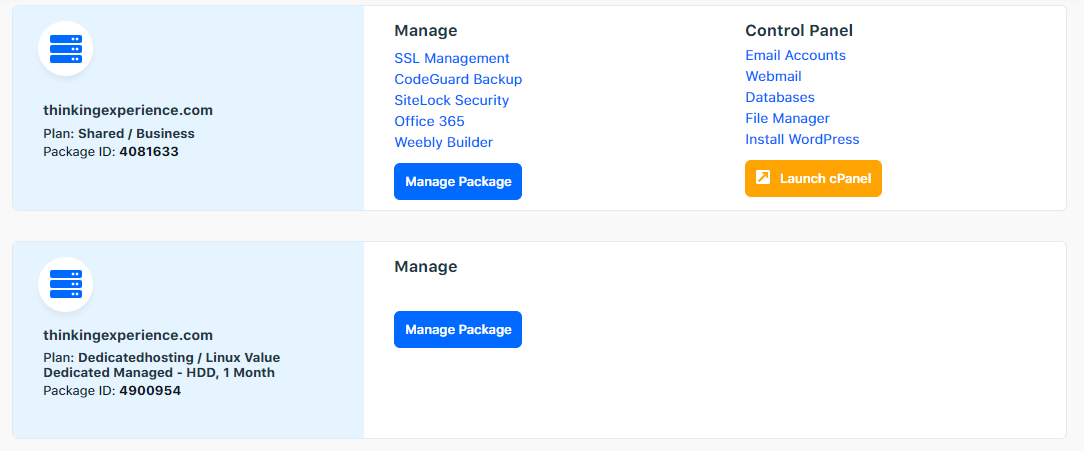 thinkingexperience.com
Plan: Shared / Business
Package ID: 4081633
Manage
SSL Management
CodeGuard Backup
SiteLock Security
Office 365
Weebly Builder
Manage Package
Control Panel
Email Accounts
Webmail
Databases
File Manager
Install WordPress
Launch cPanel
thinkingexperience.com
Plan: Dedicatedhosting / Linux Value
Dedicated Managed - HDD, 1 Month
Package ID: 4900954
Manage
Manage Package